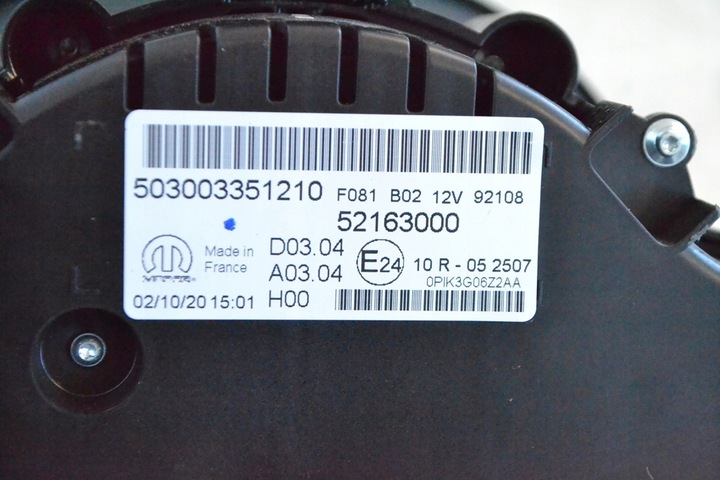 503003351210 F081 B02 12V 92108
52163000
Made in
France
D03.04
A03.04
E24 10 R - 05 2507
0PIK3G06Z2AA
02/10/20 15:01 H00